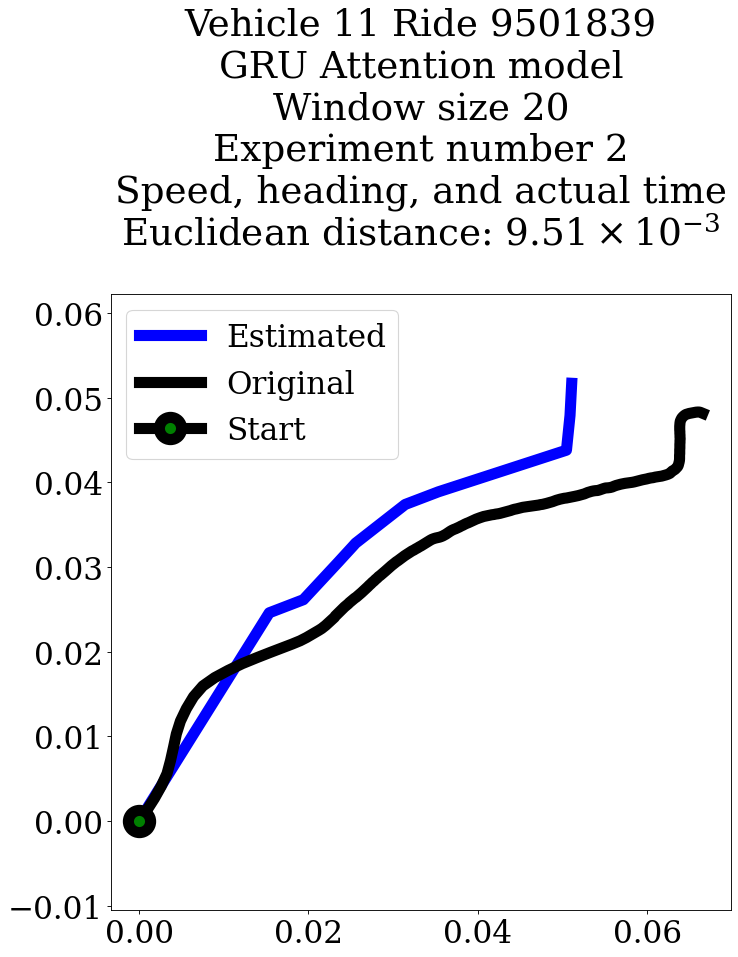 Vehicle 11 Ride 9501839
GRU Attention model
Window size 20
Experiment number 2
Speed, heading, and actual time
Euclidean distance: 9.51 × 10⁻³
Estimated
Original
Start
0.06
0.05
0.04
0.03
0.02
0.01
0.00
−0.01
0.00 0.02 0.04 0.06